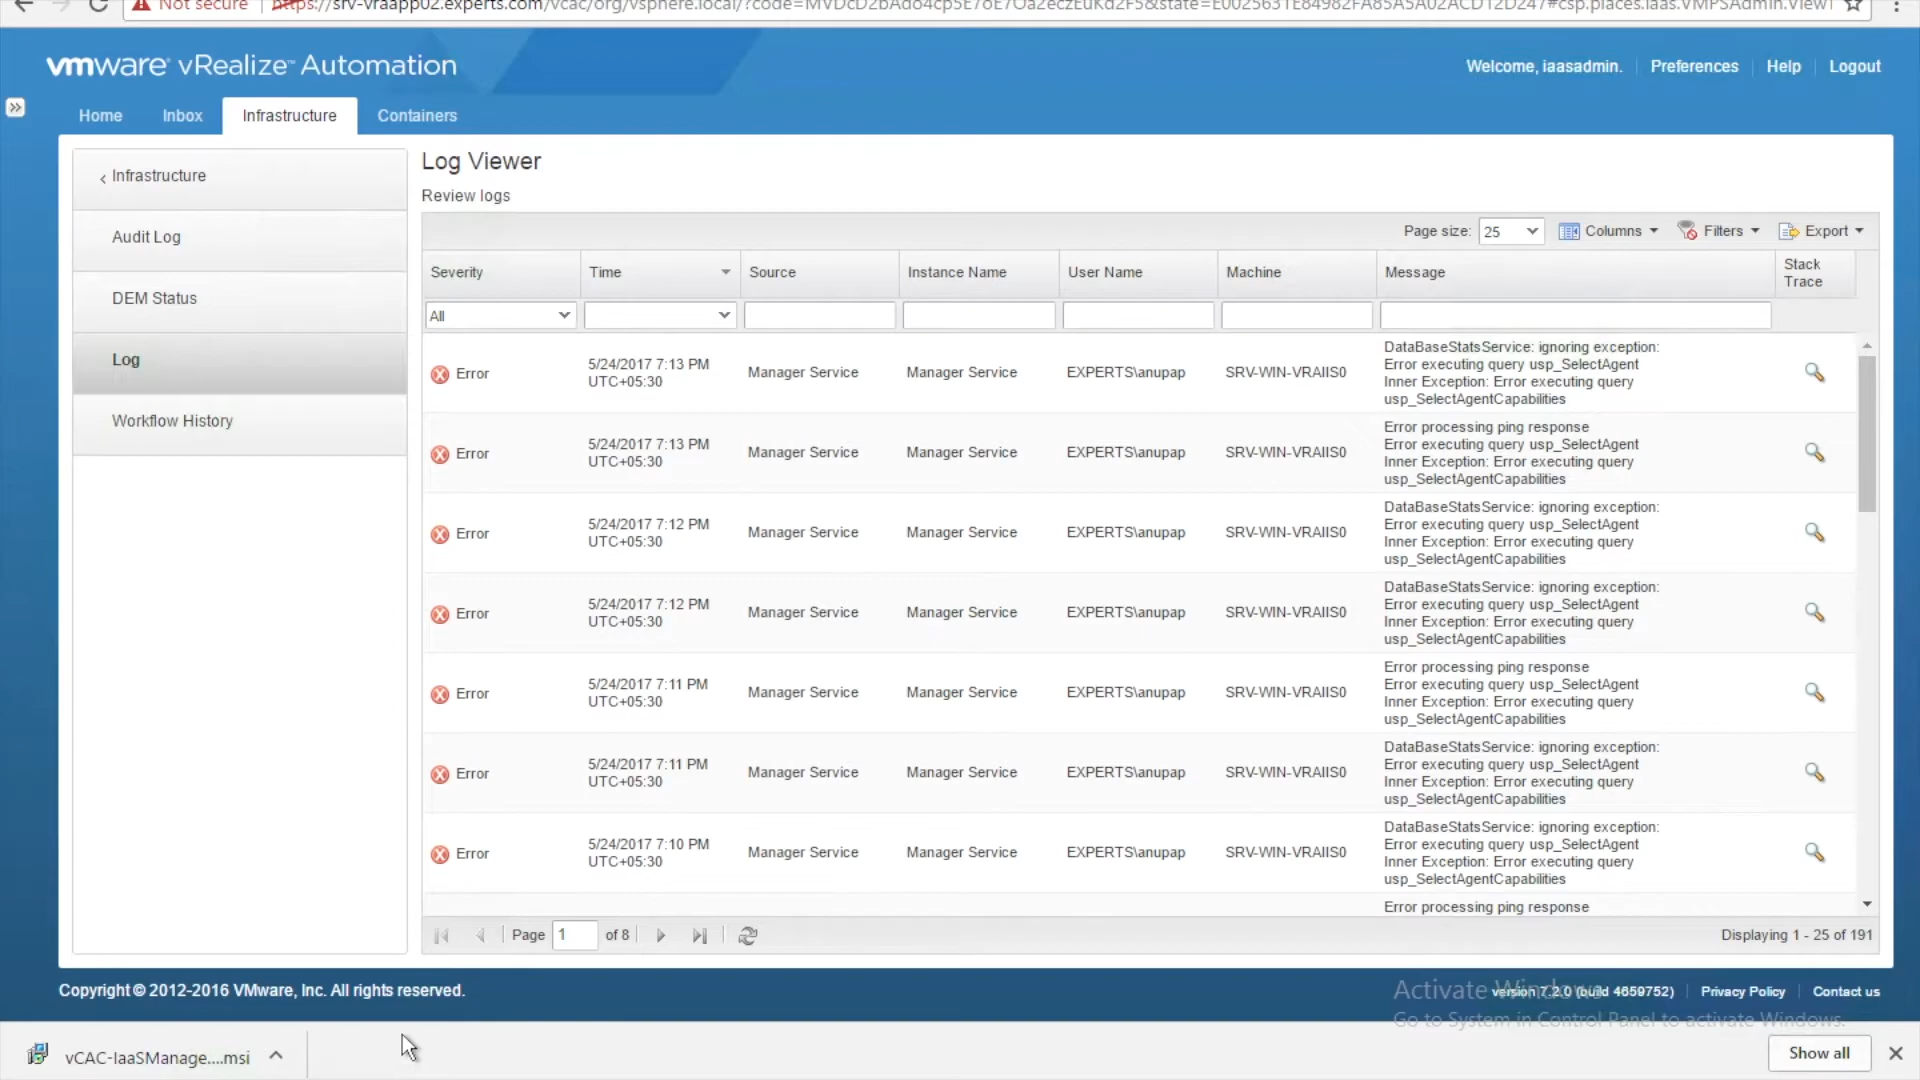 Not secure
https://srv-vraapp02.experts.com/vcac/org/vsphere.local/
vmware vRealize™ Automation
Welcome, iaasadmin. Preferences Help Logout
Home Inbox Infrastructure Containers
Infrastructure
Audit Log
DEM Status
Log
Workflow History
Log Viewer
Review logs
Page size: 25 Columns Filters Export
Severity Time Source Instance Name User Name Machine Message Stack Trace
All
Error 5/24/2017 7:13 PM UTC+05:30 Manager Service Manager Service EXPERTS\anupap SRV-WIN-VRAIIS0
DataBaseStatsService: ignoring exception:
Error executing query usp_SelectAgent
Inner Exception: Error executing query
usp_SelectAgentCapabilities
Error 5/24/2017 7:13 PM UTC+05:30 Manager Service Manager Service EXPERTS\anupap SRV-WIN-VRAIIS0
Error processing ping response
Error executing query usp_SelectAgent
Inner Exception: Error executing query
usp_SelectAgentCapabilities
Error 5/24/2017 7:12 PM UTC+05:30 Manager Service Manager Service EXPERTS\anupap SRV-WIN-VRAIIS0
DataBaseStatsService: ignoring exception:
Error executing query usp_SelectAgent
Inner Exception: Error executing query
usp_SelectAgentCapabilities
Error 5/24/2017 7:12 PM UTC+05:30 Manager Service Manager Service EXPERTS\anupap SRV-WIN-VRAIIS0
DataBaseStatsService: ignoring exception:
Error executing query usp_SelectAgent
Inner Exception: Error executing query
usp_SelectAgentCapabilities
Error 5/24/2017 7:11 PM UTC+05:30 Manager Service Manager Service EXPERTS\anupap SRV-WIN-VRAIIS0
Error processing ping response
Error executing query usp_SelectAgent
Inner Exception: Error executing query
usp_SelectAgentCapabilities
Error 5/24/2017 7:11 PM UTC+05:30 Manager Service Manager Service EXPERTS\anupap SRV-WIN-VRAIIS0
DataBaseStatsService: ignoring exception:
Error executing query usp_SelectAgent
Inner Exception: Error executing query
usp_SelectAgentCapabilities
Error 5/24/2017 7:10 PM UTC+05:30 Manager Service Manager Service EXPERTS\anupap SRV-WIN-VRAIIS0
DataBaseStatsService: ignoring exception:
Error executing query usp_SelectAgent
Inner Exception: Error executing query
usp_SelectAgentCapabilities
Error processing ping response
Page 1 of 8 Displaying 1 - 25 of 191
Copyright © 2012-2016 VMware, Inc. All rights reserved.
version 7.2.0 (build 4659752) Privacy Policy Contact us
Activate Windows
Go to System in Control Panel to activate Windows.
vCAC-IaaSManage....msi
Show all